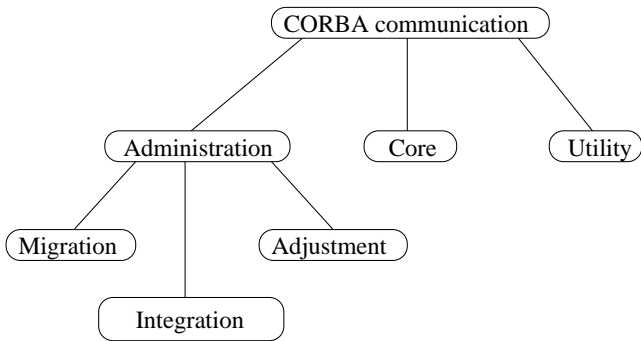 CORBA communication
Administration
Core
Utility
Migration
Adjustment
Integration